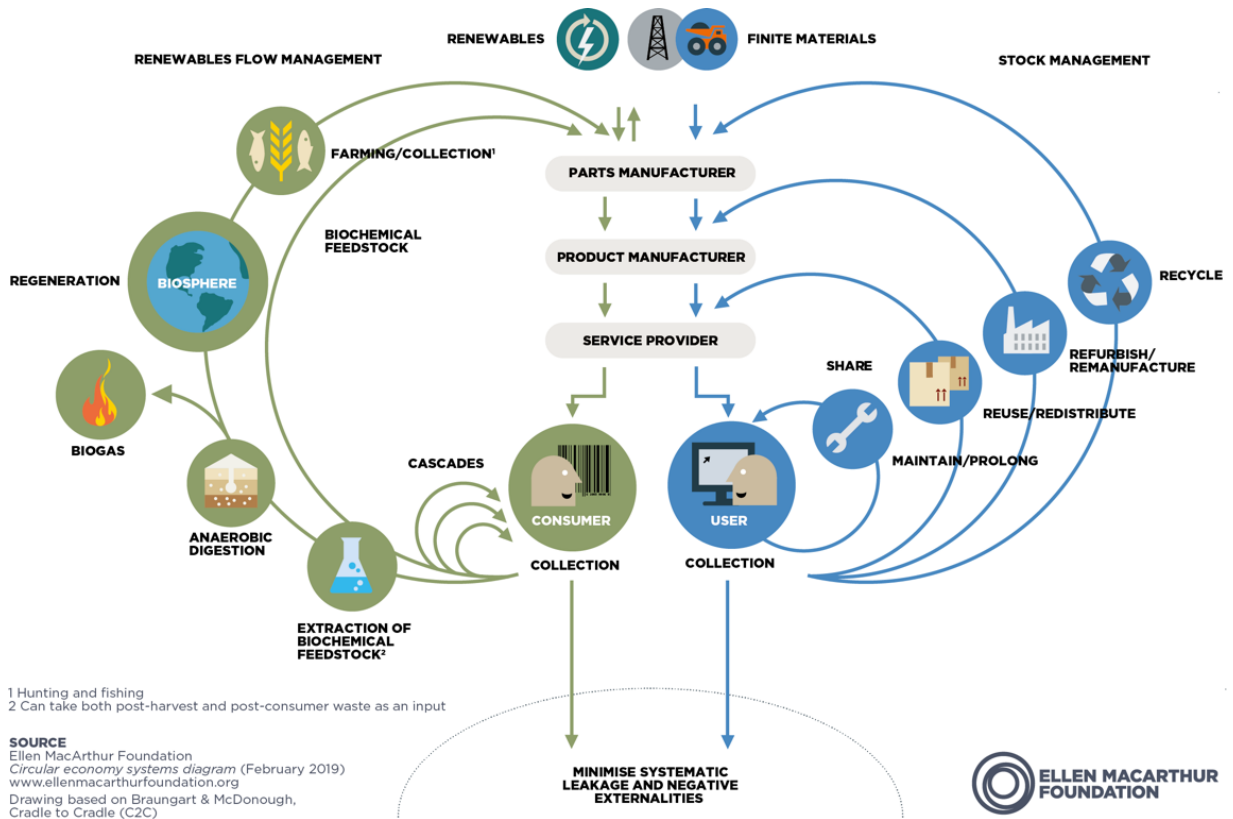 RENEWABLES
FINITE MATERIALS
RENEWABLES FLOW MANAGEMENT
STOCK MANAGEMENT
FARMING/COLLECTION¹
PARTS MANUFACTURER
BIOCHEMICAL
FEEDSTOCK
PRODUCT MANUFACTURER
REGENERATION
BIOSPHERE
RECYCLE
SERVICE PROVIDER
SHARE
REFURBISH/
REMANUFACTURE
REUSE/REDISTRIBUTE
BIOGAS
CASCADES
MAINTAIN/PROLONG
CONSUMER
USER
ANAEROBIC
DIGESTION
COLLECTION
COLLECTION
EXTRACTION OF
BIOCHEMICAL
FEEDSTOCK²
1 Hunting and fishing
2 Can take both post-harvest and post-consumer waste as an input
SOURCE
Ellen MacArthur Foundation
Circular economy systems diagram (February 2019)
www.ellenmacarthurfoundation.org
Drawing based on Braungart & McDonough,
Cradle to Cradle (C2C)
MINIMISE SYSTEMATIC
LEAKAGE AND NEGATIVE
EXTERNALITIES
ELLEN MACARTHUR
FOUNDATION